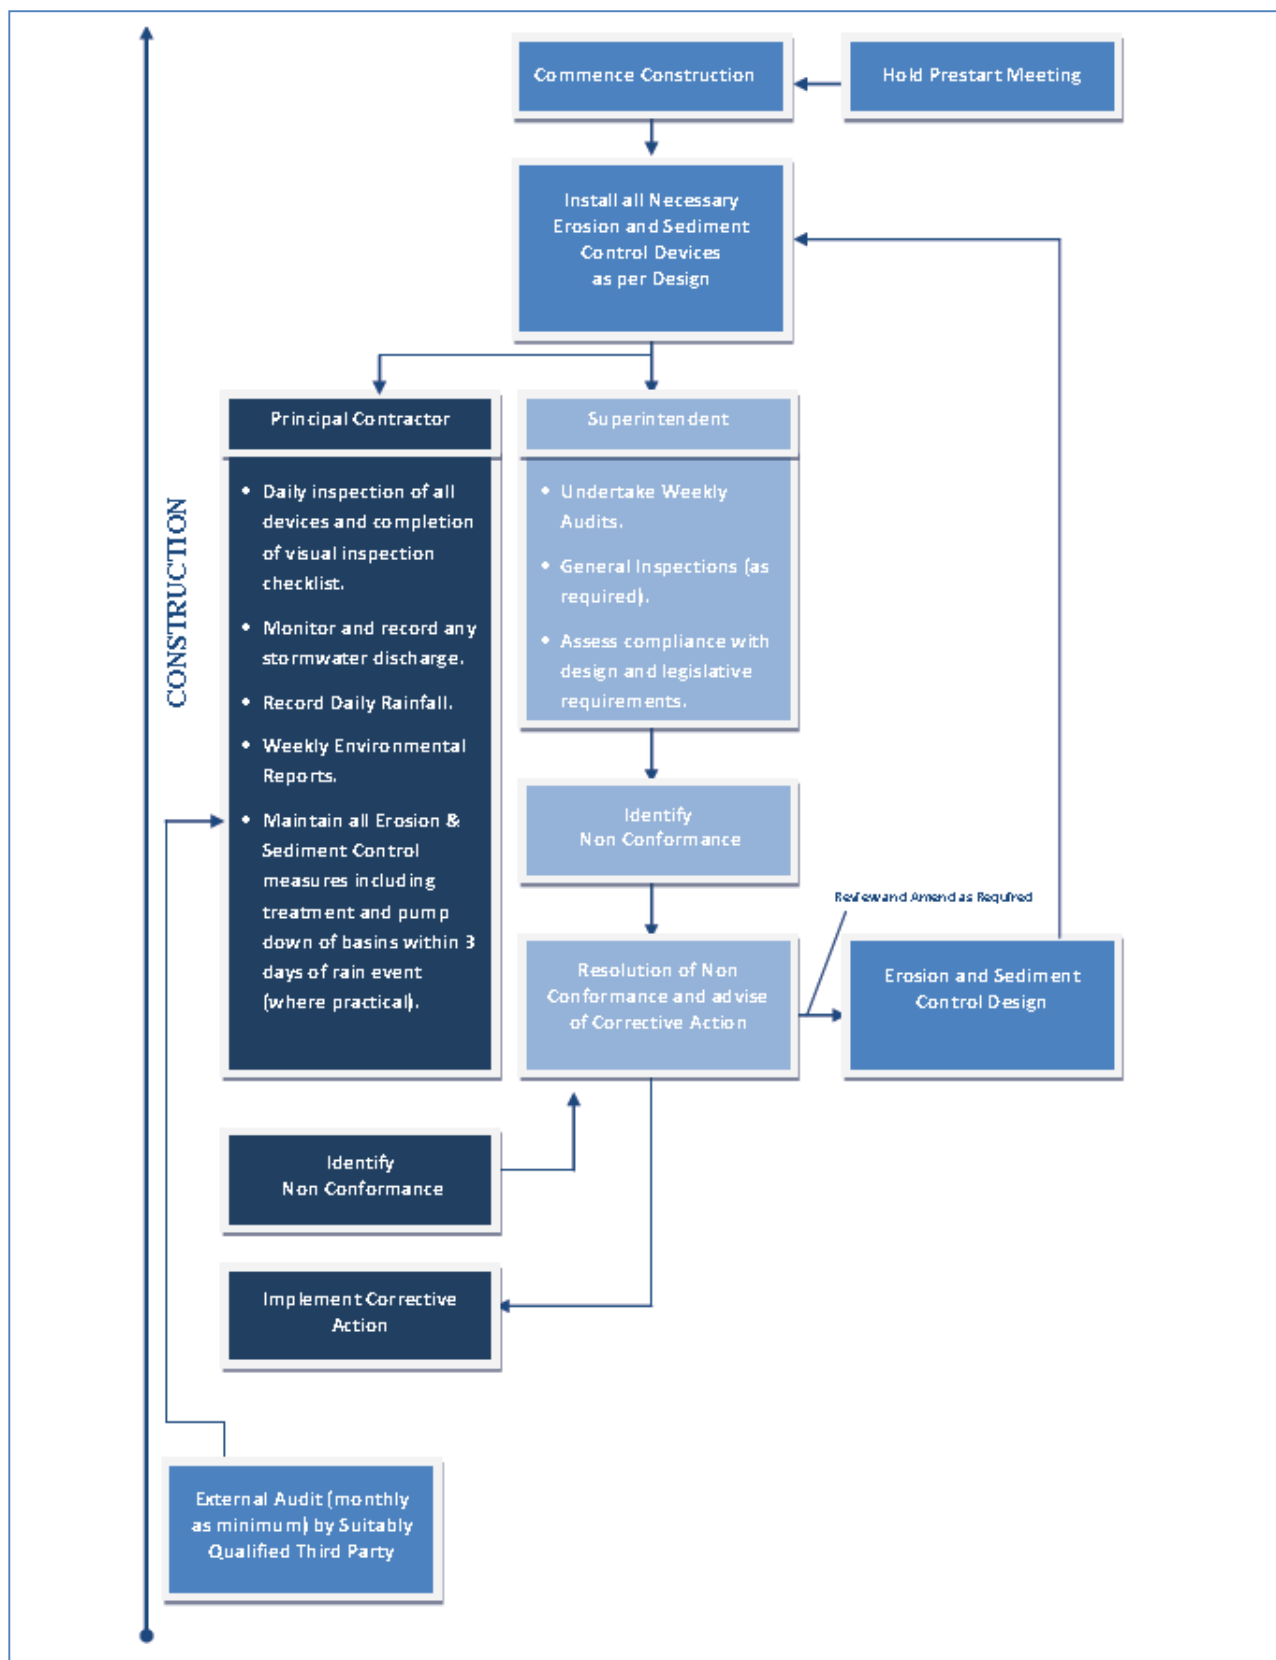 Commence Construction
Hold Prestart Meeting
Install all Necessary
Erosion and Sediment
Control Devices
as per Design
CONSTRUCTION
Principal Contractor
• Daily inspection of all
devices and completion
of visual inspection
checklist.
• Monitor and record any
stormwater discharge.
• Record Daily Rainfall.
• Weekly Environmental
Reports.
• Maintain all Erosion &
Sediment Control
measures including
treatment and pump
down of basins within 3
days of rain event
(where practical).
Superintendent
• Undertake Weekly
Audits.
• General Inspections (as
required).
• Assess compliance with
design and legislative
requirements.
Identify
Non Conformance
Review and Amend as Required
Resolution of Non
Conformance and advise
of Corrective Action
Erosion and Sediment
Control Design
Identify
Non Conformance
Implement Corrective
Action
External Audit (monthly
as minimum) by Suitably
Qualified Third Party